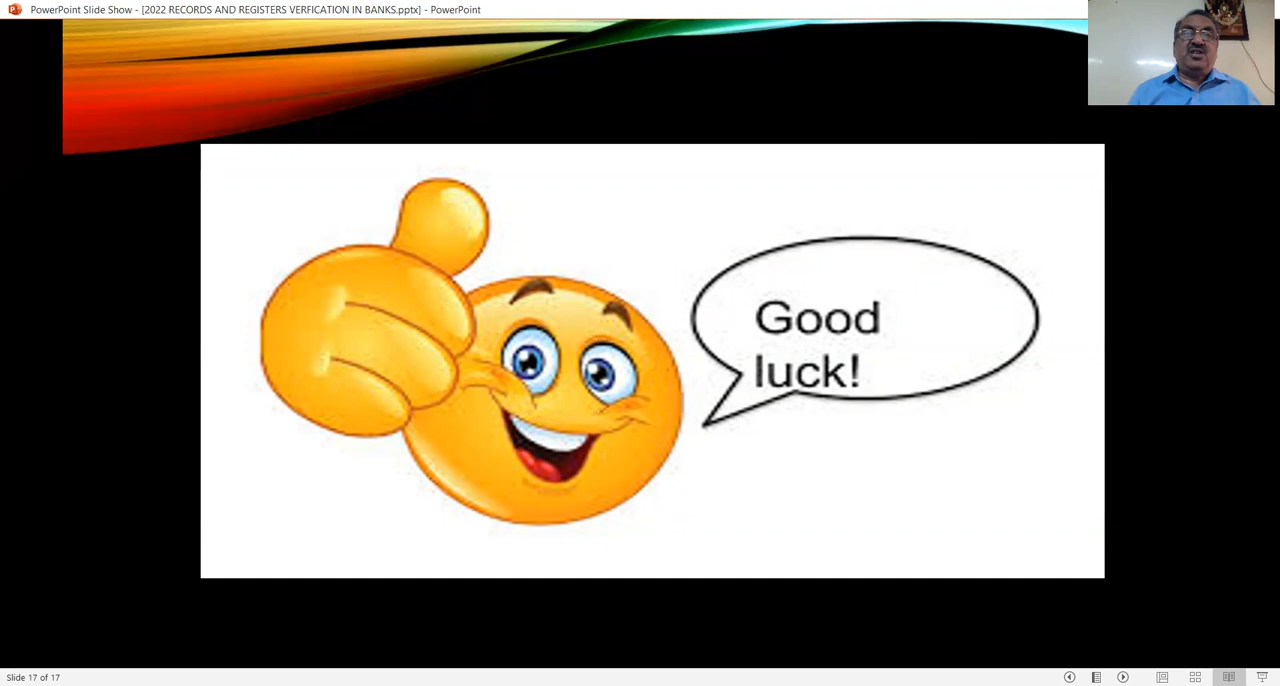 PowerPoint Slide Show - [2022 RECORDS AND REGISTERS VERFICATION IN BANKS.pptx] - PowerPoint
Good
luck!
Slide 17 of 17